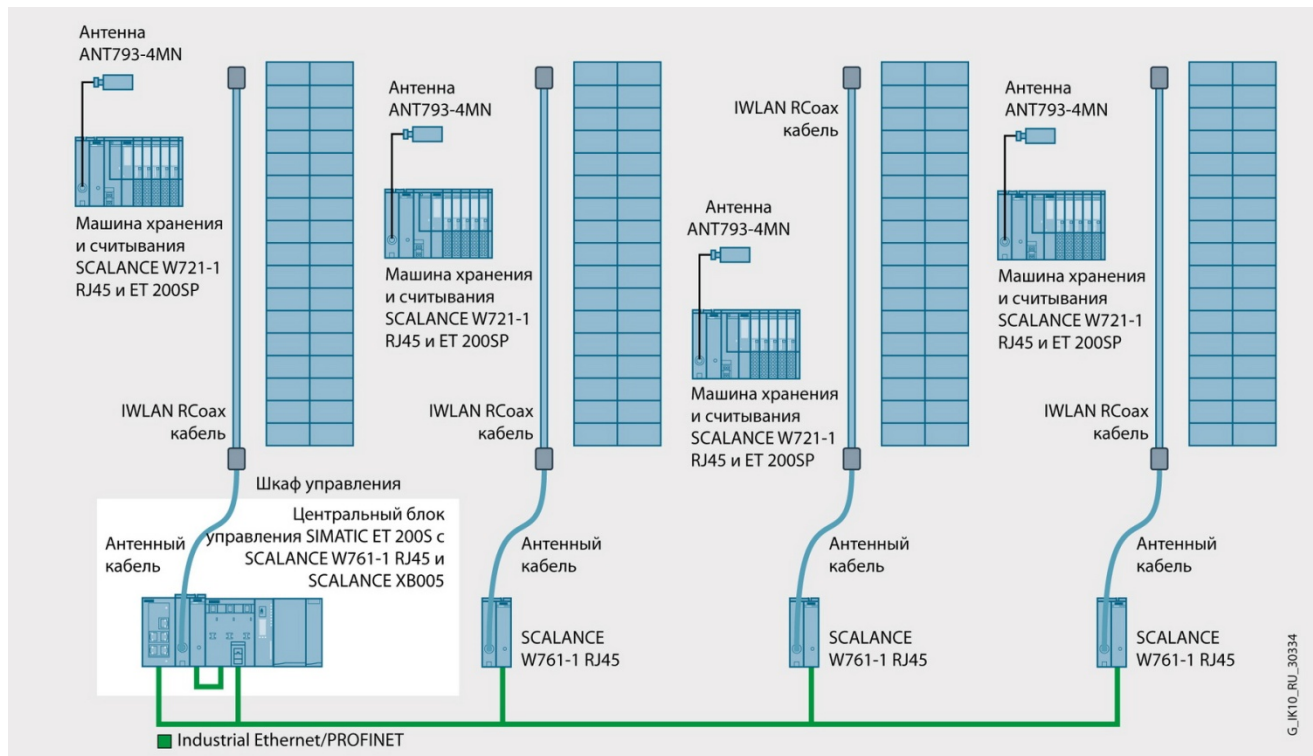 Антенна
ANT793-4MN
Машина хранения
и считывания
SCALANCE W721-1
RJ45 и ET 200SP
IWLAN RCoax
кабель
Антенна
ANT793-4MN
Машина хранения
и считывания
SCALANCE W721-1
RJ45 и ET 200SP
IWLAN RCoax
кабель
IWLAN RCoax
кабель
Антенна
ANT793-4MN
Машина хранения
и считывания
SCALANCE W721-1
RJ45 и ET 200SP
Антенна
ANT793-4MN
Машина хранения
и считывания
SCALANCE W721-1
RJ45 и ET 200SP
IWLAN RCoax
кабель
Шкаф управления
Центральный блок
управления SIMATIC ET 200S с
SCALANCE W761-1 RJ45 и
SCALANCE XB005
Антенный
кабель
Антенный
кабель
SCALANCE
W761-1 RJ45
Антенный
кабель
SCALANCE
W761-1 RJ45
Антенный
кабель
SCALANCE
W761-1 RJ45
Industrial Ethernet/PROFINET
G_IK10_RU_30334